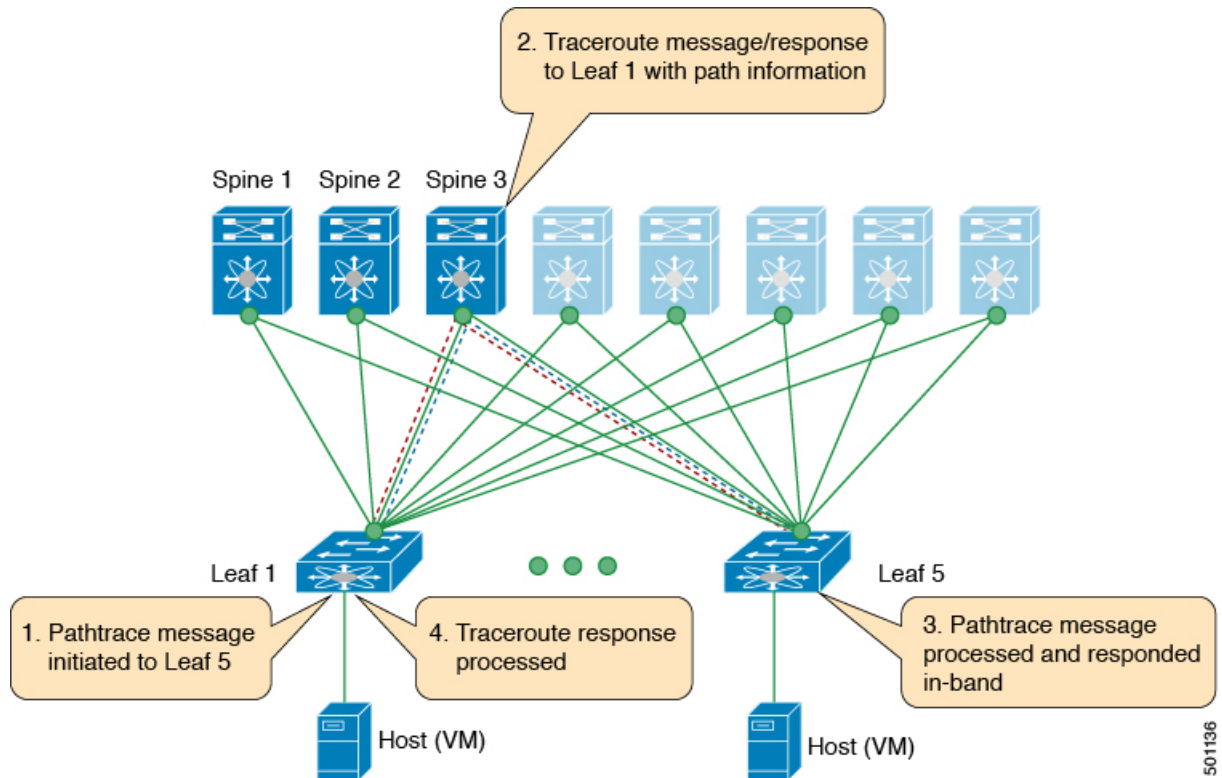 2. Traceroute message/response
to Leaf 1 with path information
Spine 1
Spine 2
Spine 3
Leaf 1
Leaf 5
1. Pathtrace message
initiated to Leaf 5
4. Traceroute response
processed
3. Pathtrace message
processed and responded
in-band
Host (VM)
Host (VM)
501136